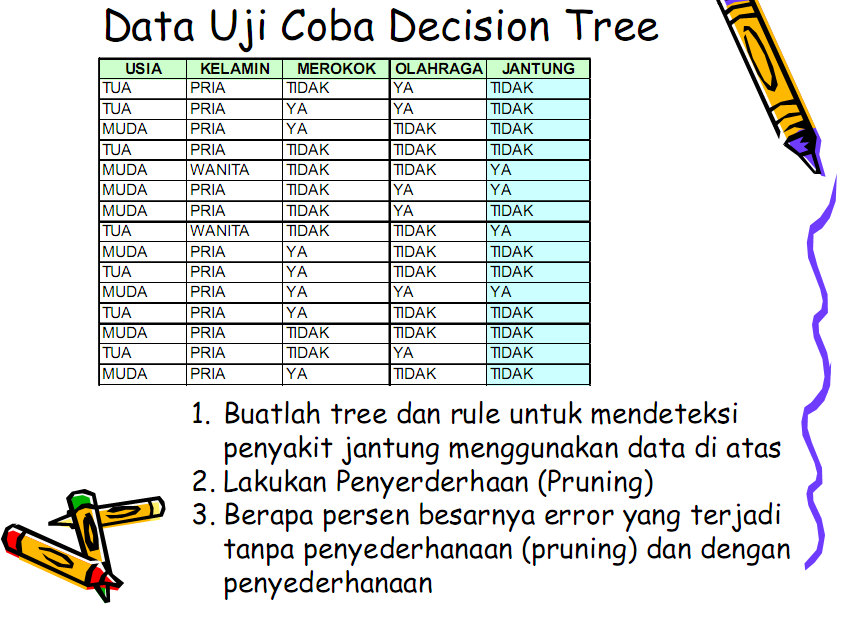 Data Uji Coba Decision Tree
USIA KELAMIN MEROKOK OLAHRAGA JANTUNG
TUA PRIA TIDAK YA TIDAK
TUA PRIA YA YA TIDAK
MUDA PRIA YA TIDAK TIDAK
TUA PRIA TIDAK TIDAK TIDAK
MUDA WANITA TIDAK TIDAK YA
MUDA PRIA TIDAK YA YA
MUDA PRIA TIDAK YA TIDAK
TUA WANITA TIDAK TIDAK YA
MUDA PRIA YA TIDAK TIDAK
TUA PRIA YA TIDAK TIDAK
MUDA PRIA YA YA YA
TUA PRIA YA TIDAK TIDAK
MUDA PRIA TIDAK TIDAK TIDAK
TUA PRIA TIDAK YA TIDAK
MUDA PRIA YA TIDAK TIDAK
1. Buatlah tree dan rule untuk mendeteksi
penyakit jantung menggunakan data di atas
2. Lakukan Penyerderhaan (Pruning)
3. Berapa persen besarnya error yang terjadi
tanpa penyederhanaan (pruning) dan dengan
penyederhanaan